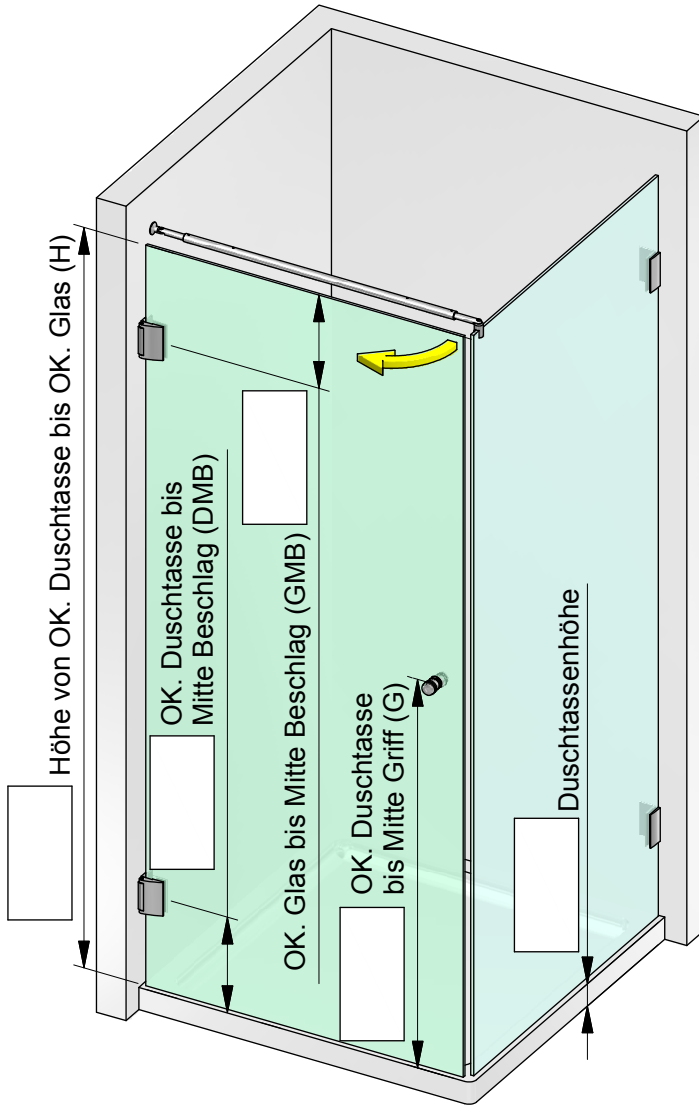 Höhe von OK. Duschtasse bis OK. Glas (H)
OK. Duschtasse bis
Mitte Beschlag (DMB)
OK. Glas bis Mitte Beschlag (GMB)
OK. Duschtasse
bis Mitte Griff (G)
Duschtassenhöhe